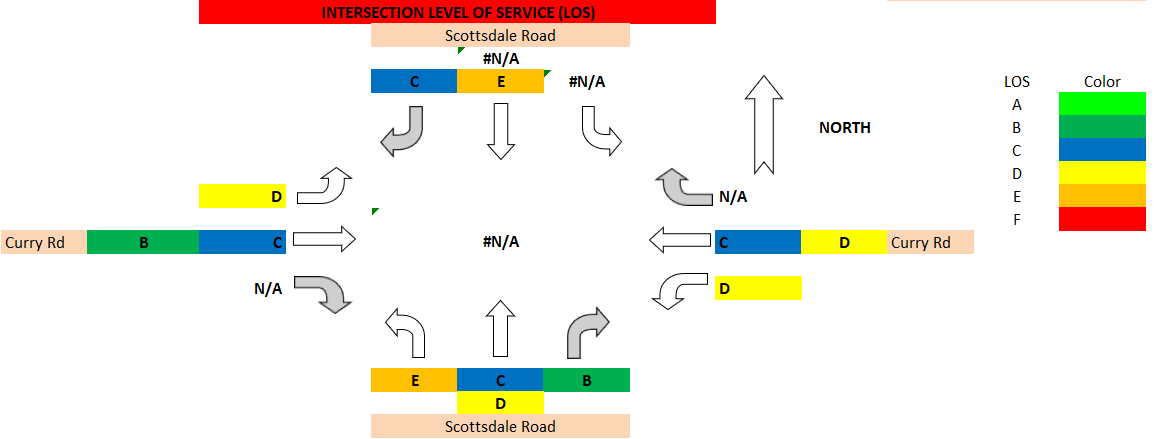 INTERSECTION LEVEL OF SERVICE (LOS)
Scottsdale Road
#N/A
C E #N/A
LOS Color
A
B
C
D
E
F
NORTH
D
N/A
Curry Rd B C
#N/A
C D Curry Rd
N/A
D
E C B
D
Scottsdale Road